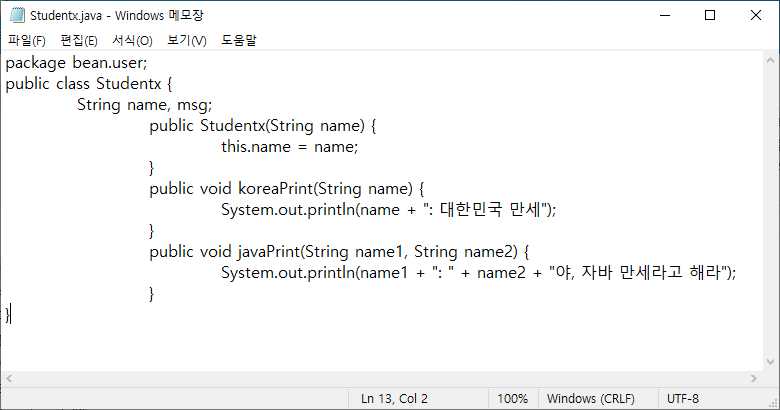 Studentx.java - Windows 메모장
파일(F) 편집(E) 서식(O) 보기(V) 도움말
package bean.user;
public class Studentx {
String name, msg;
public Studentx(String name) {
this.name = name;
}
public void koreaPrint(String name) {
System.out.println(name + ": 대한민국 만세");
}
public void javaPrint(String name1, String name2) {
System.out.println(name1 + ": " + name2 + "야, 자바 만세라고 해라");
}
}
Ln 13, Col 2 100% Windows (CRLF) UTF-8